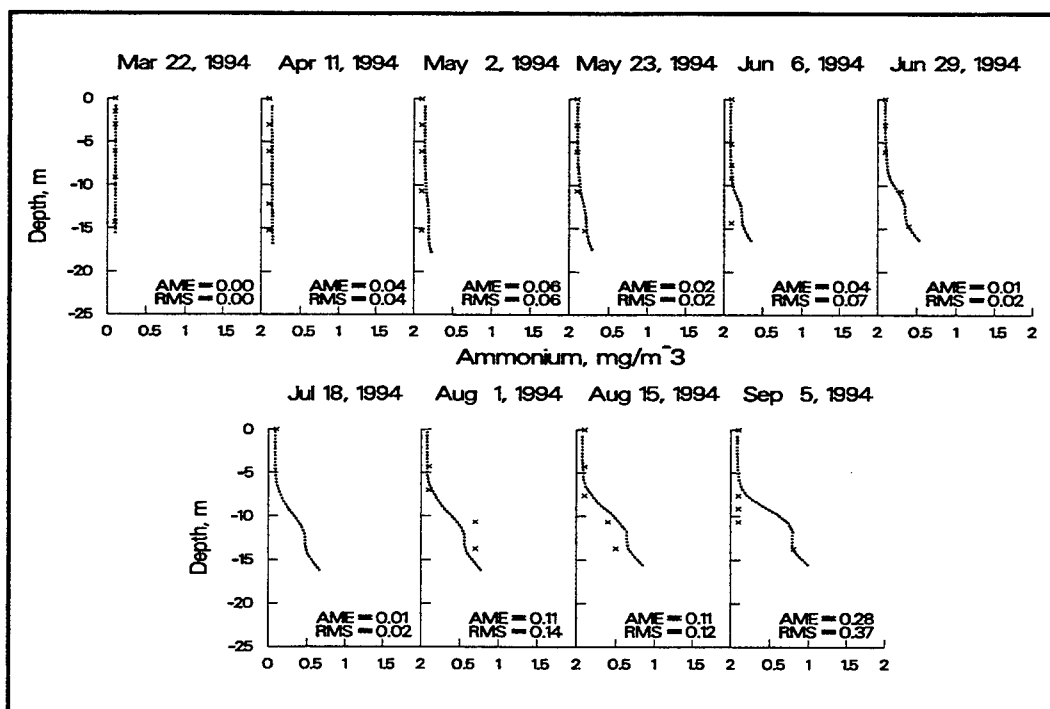 Mar 22, 1994 Apr 11, 1994 May 2, 1994 May 23, 1994 Jun 6, 1994 Jun 29, 1994
0
-5
-10
-15
-20
-25
Depth, m
AME = 0.00 AME = 0.04 AME = 0.06 AME = 0.02 AME = 0.04 AME = 0.01
RMS = 0.00 RMS = 0.04 RMS = 0.06 RMS = 0.02 RMS = 0.07 RMS = 0.02
0 0.5 1 1.5 2 0.5 1 1.5 2 0.5 1 1.5 2 0.5 1 1.5 2 0.5 1 1.5 2 0.5 1 1.5 2
Ammonium, mg/m^3
Jul 18, 1994 Aug 1, 1994 Aug 15, 1994 Sep 5, 1994
0
-5
-10
-15
-20
-25
Depth, m
AME = 0.01 AME = 0.11 AME = 0.11 AME = 0.28
RMS = 0.02 RMS = 0.14 RMS = 0.12 RMS = 0.37
0 0.5 1 1.5 2 0.5 1 1.5 2 0.5 1 1.5 2 0.5 1 1.5 2